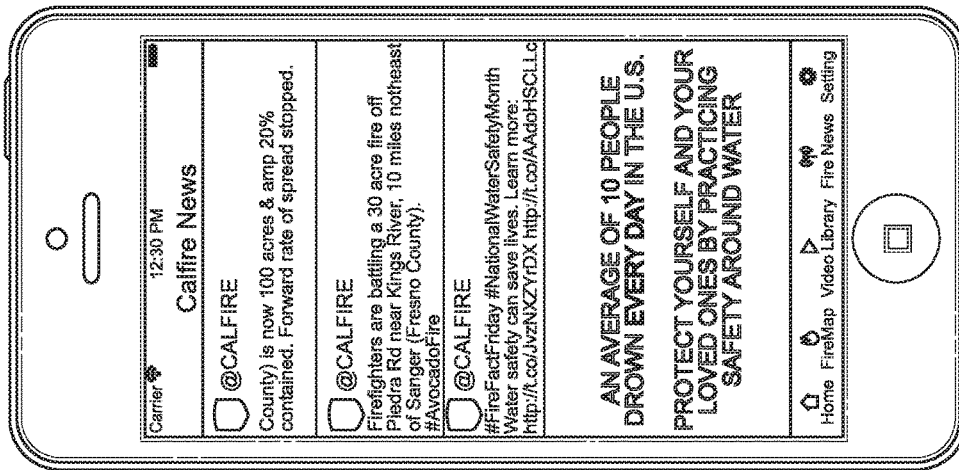 Carrier 12:30 PM
Calfire News
@CALFIRE
County) is now 100 acres & amp 20%
contained. Forward rate of spread stopped.
@CALFIRE
Firefighters are battling a 30 acre fire off
Piedra Rd near Kings River, 10 miles notheast
of Sanger (Fresno County).
#AvocadoFire
@CALFIRE
#FireFactFriday #NationalWaterSafetyMonth
Water safety can save lives. Learn more:
http://t.co/JvzNXZYrDX http://t.co/AAdoHSCLLc
AN AVERAGE OF 10 PEOPLE
DROWN EVERY DAY IN THE U.S.
PROTECT YOURSELF AND YOUR
LOVED ONES BY PRACTICING
SAFETY AROUND WATER
Home FireMap Video Library Fire News Setting